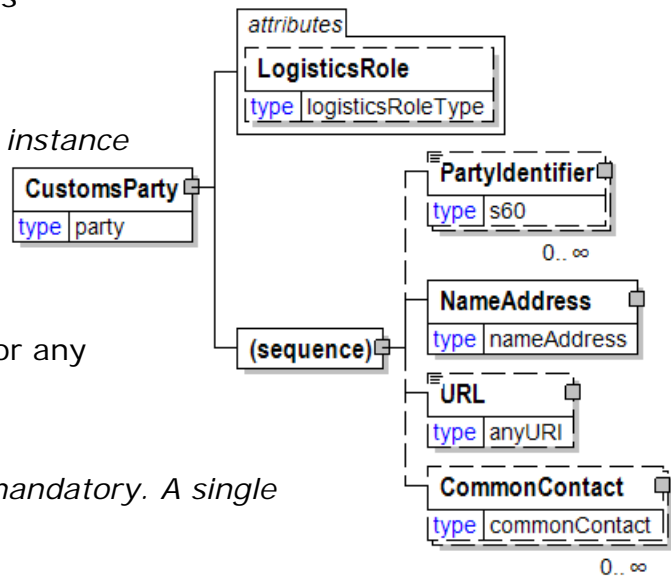 s
attributes
LogisticsRole
type logisticsRoleType
instance
CustomsParty
type party
PartyIdentifier
type s60
0.. ∞
NameAddress
type nameAddress
or any
(sequence)
URL
type anyURI
mandatory. A single
CommonContact
type commonContact
0.. ∞